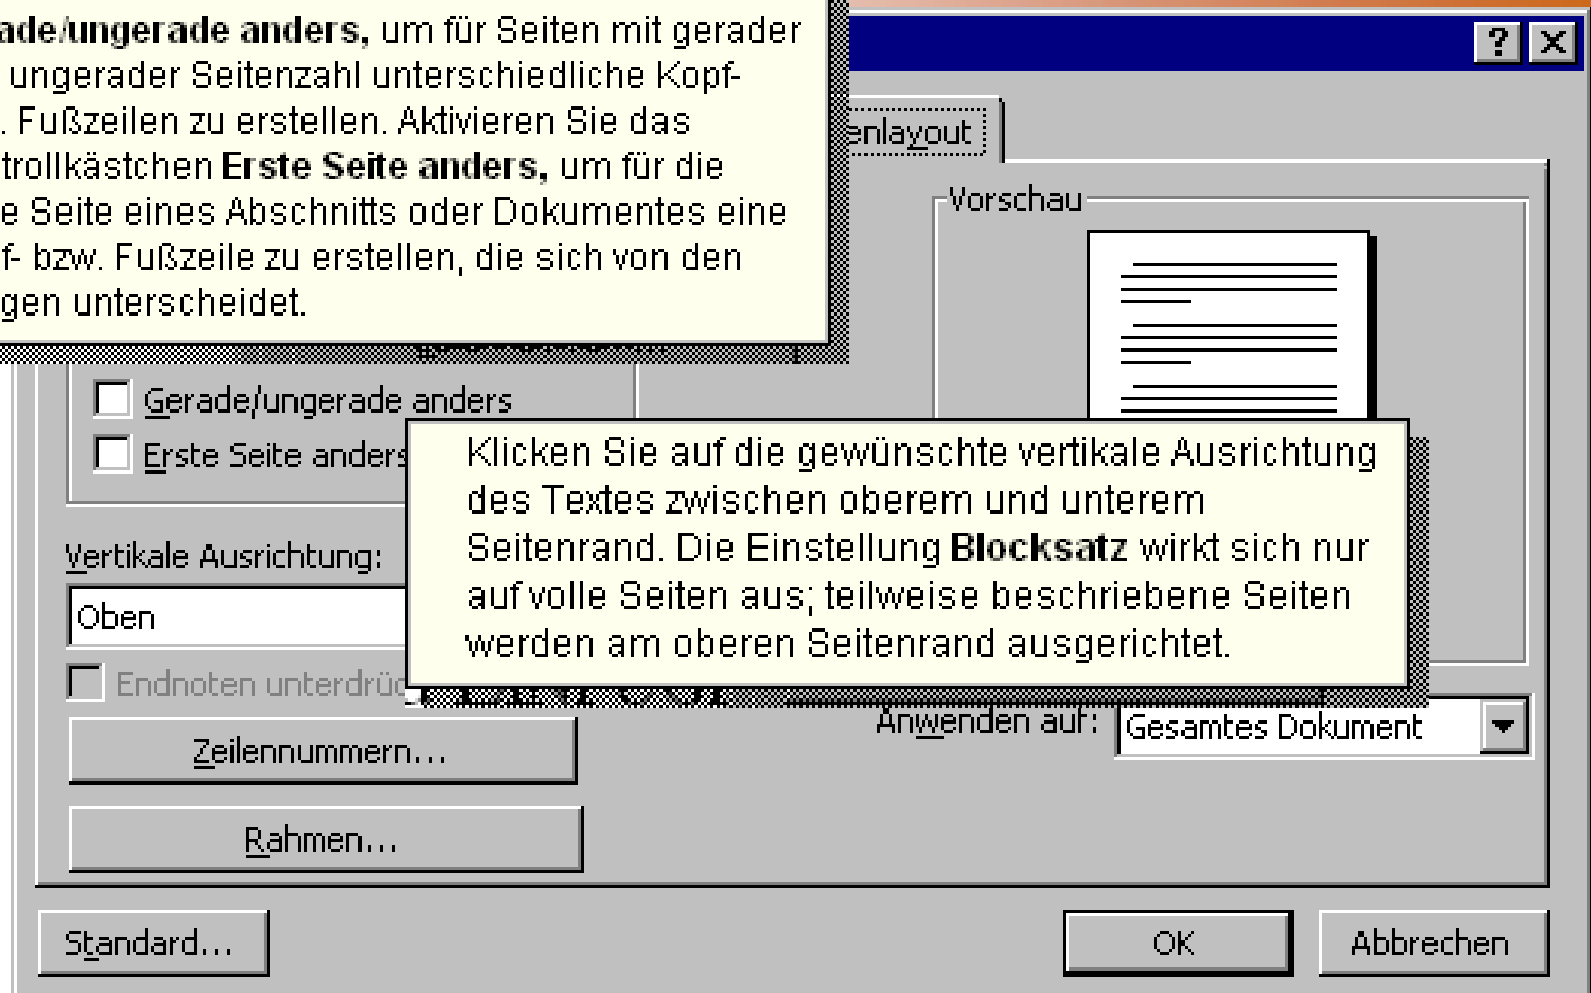 ade/ungerade anders, um für Seiten mit gerader
ungerader Seitenzahl unterschiedliche Kopf-
. Fußzeilen zu erstellen. Aktivieren Sie das
trollkästchen Erste Seite anders, um für die
e Seite eines Abschnitts oder Dokumentes eine
f- bzw. Fußzeile zu erstellen, die sich von den
gen unterscheidet.
enlayout
Vorschau
Gerade/ungerade anders
Erste Seite anders
Klicken Sie auf die gewünschte vertikale Ausrichtung
des Textes zwischen oberem und unterem
Seitenrand. Die Einstellung Blocksatz wirkt sich nur
auf volle Seiten aus; teilweise beschriebene Seiten
werden am oberen Seitenrand ausgerichtet.
Vertikale Ausrichtung:
Oben
Endnoten unterdrüc
Anwenden auf:
Gesamtes Dokument
Zeilennummern...
Rahmen...
Standard...
OK
Abbrechen